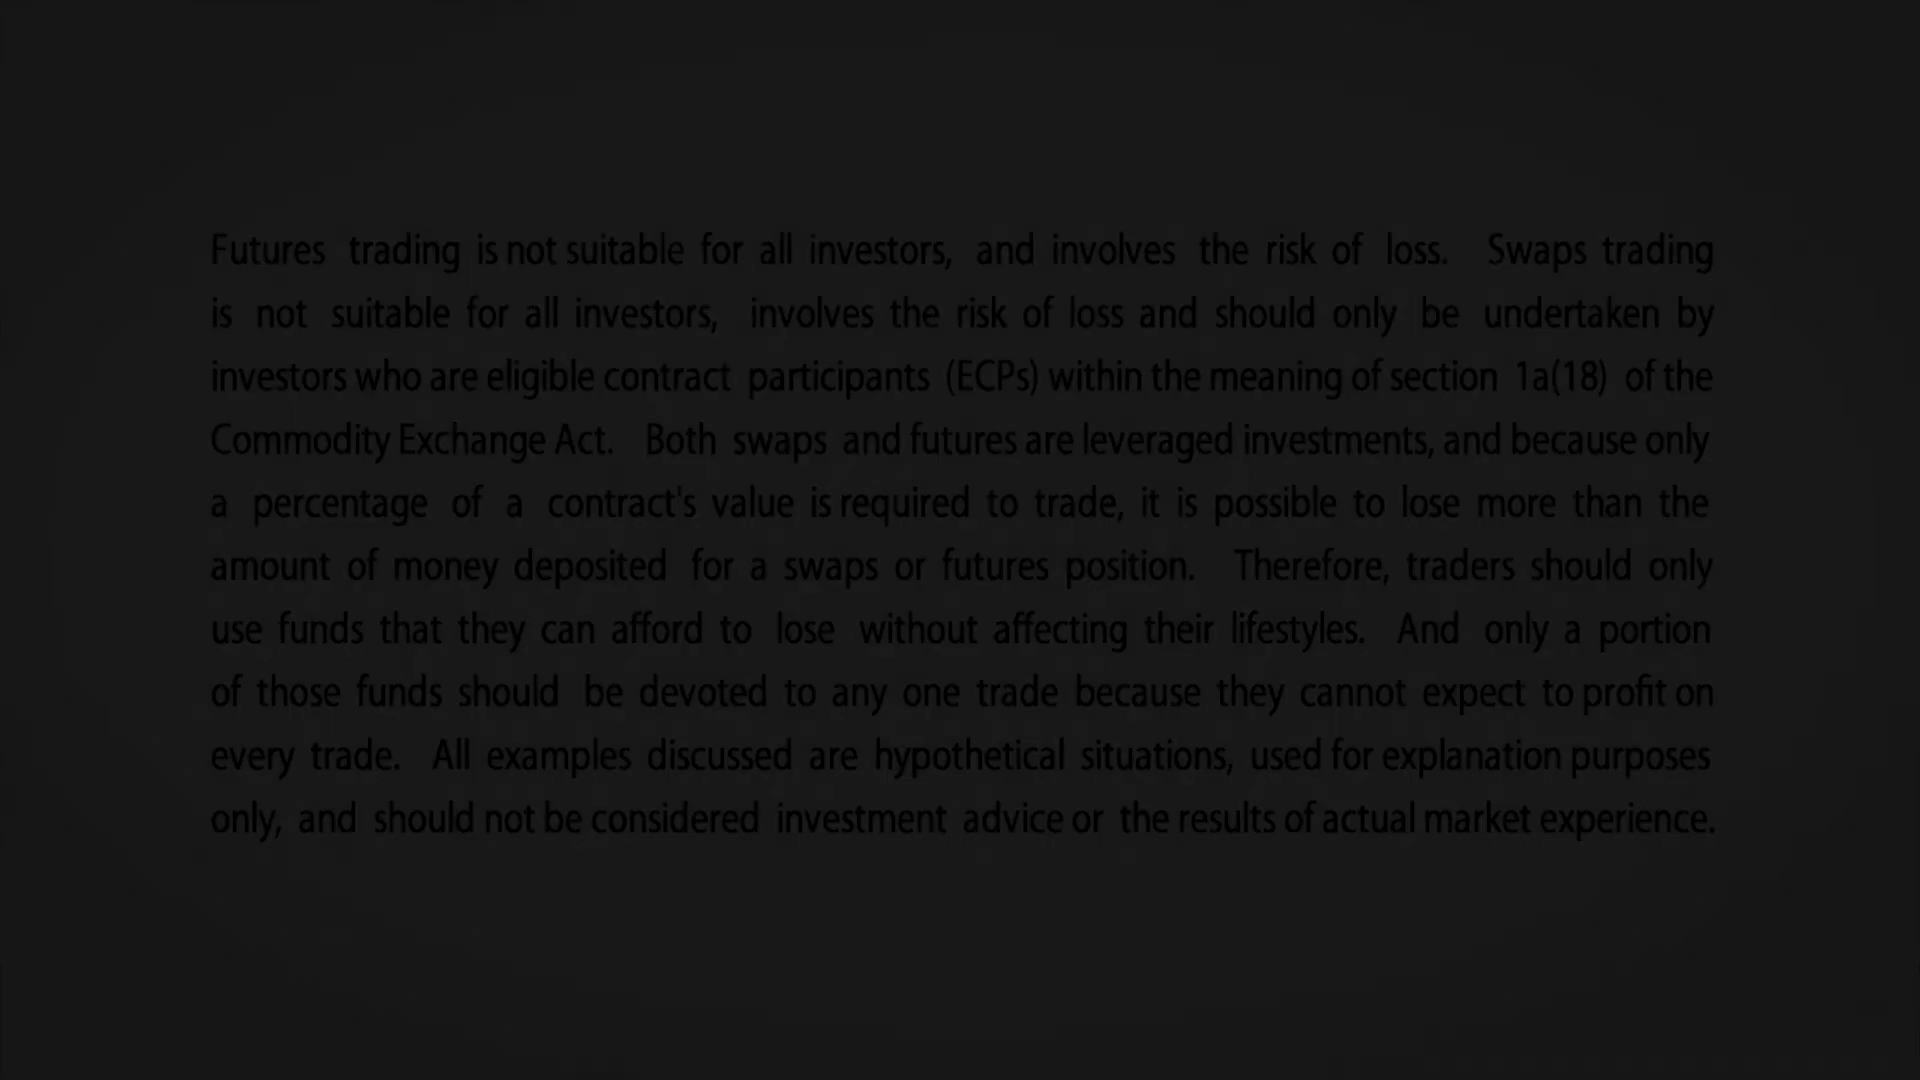 Futures trading is not suitable for all investors, and involves the risk of loss. Swaps trading
is not suitable for all investors, involves the risk of loss and should only be undertaken by
investors who are eligible contract participants (ECPs) within the meaning of section 1a(18) of the
Commodity Exchange Act. Both swaps and futures are leveraged investments, and because only
a percentage of a contract's value is required to trade, it is possible to lose more than the
amount of money deposited for a swaps or futures position. Therefore, traders should only
use funds that they can afford to lose without affecting their lifestyles. And only a portion
of those funds should be devoted to any one trade because they cannot expect to profit on
every trade. All examples discussed are hypothetical situations, used for explanation purposes
only, and should not be considered investment advice or the results of actual market experience.